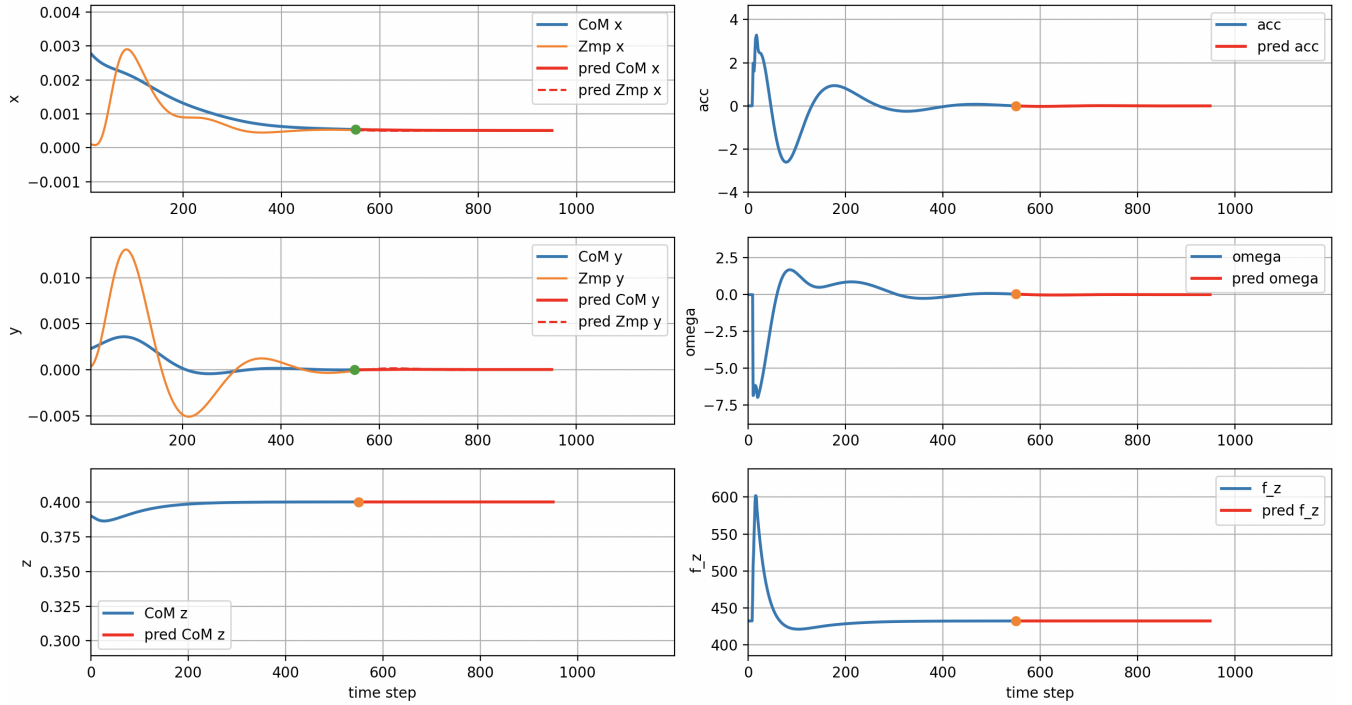 0.004
0.003
0.002
0.001
0.000
−0.001
x
200
400
600
800
1000
CoM x
Zmp x
pred CoM x
pred Zmp x
4
2
0
−2
−4
acc
0
200
400
600
800
1000
acc
pred acc
0.010
0.005
0.000
−0.005
y
200
400
600
800
1000
CoM y
Zmp y
pred CoM y
pred Zmp y
2.5
0.0
−2.5
−5.0
−7.5
omega
0
200
400
600
800
1000
omega
pred omega
0.400
0.375
0.350
0.325
0.300
z
0
200
400
600
800
1000
time step
CoM z
pred CoM z
600
550
500
450
400
f_z
0
200
400
600
800
1000
time step
f_z
pred f_z